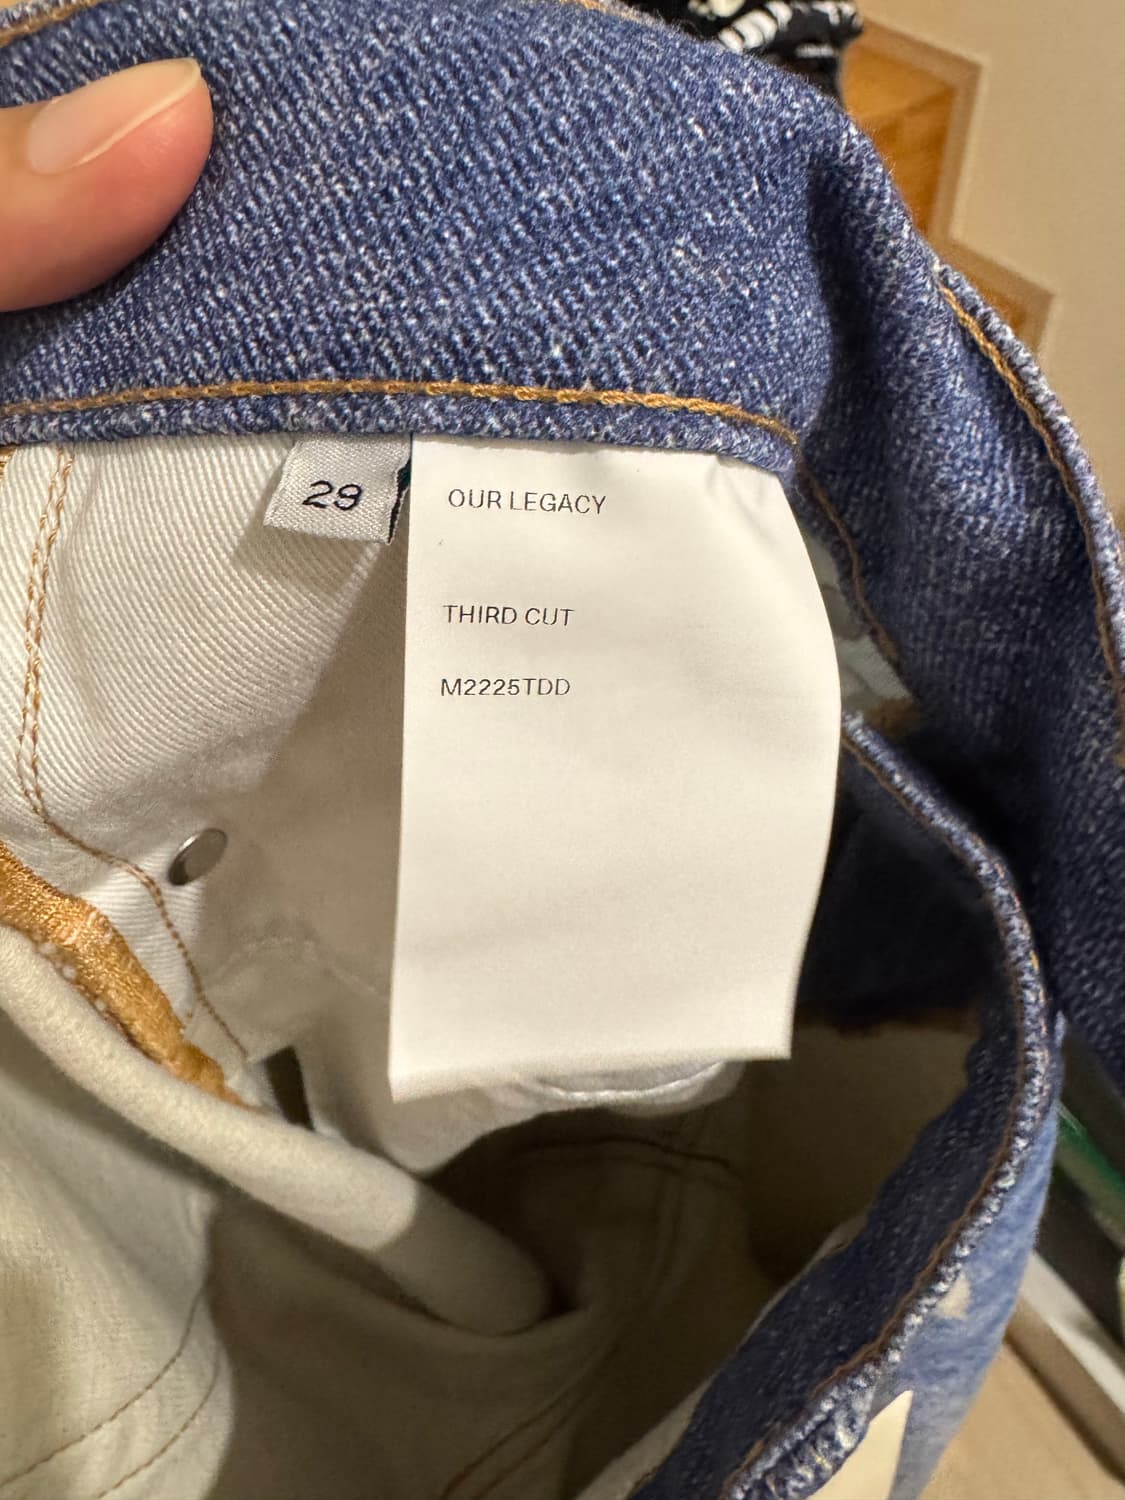 29
OUR LEGACY
THIRD CUT
M2225TDD